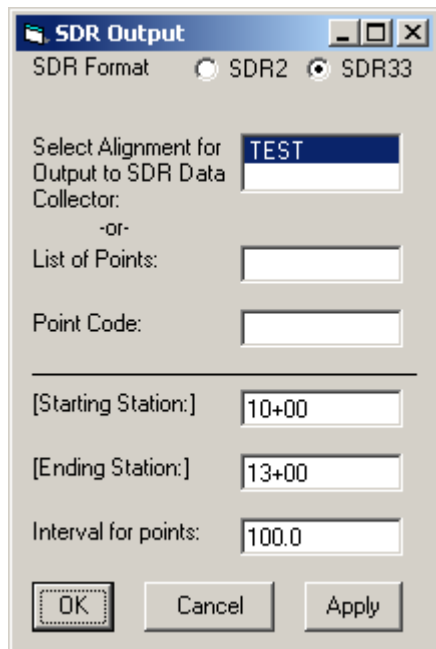 SDR Output
SDR Format SDR2 SDR33
Select Alignment for TEST
Output to SDR Data
Collector:
-or-
List of Points:
Point Code:
[Starting Station:] 10+00
[Ending Station:] 13+00
Interval for points: 100.0
OK Cancel Apply